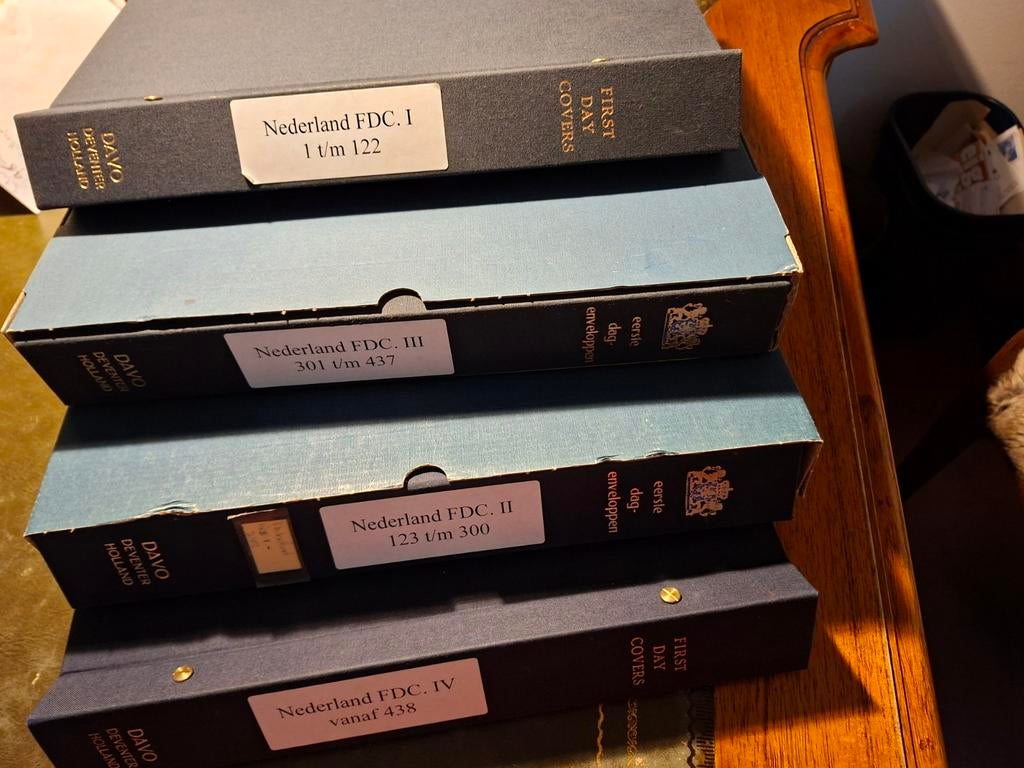 DAVO
DEVENTER
HOLLAND
Nederland FDC. I
1 t/m 122
FIRST
DAY
COVERS
DAVO
DEVENTER
HOLLAND
Nederland FDC. III
301 t/m 437
eerste
dag-
enveloppen
DAVO
DEVENTER
HOLLAND
Nederland FDC. II
123 t/m 300
eerste
dag-
enveloppen
DAVO
DEVENTER
HOLLAND
Nederland FDC. IV
vanaf 438
FIRST
DAY
COVERS